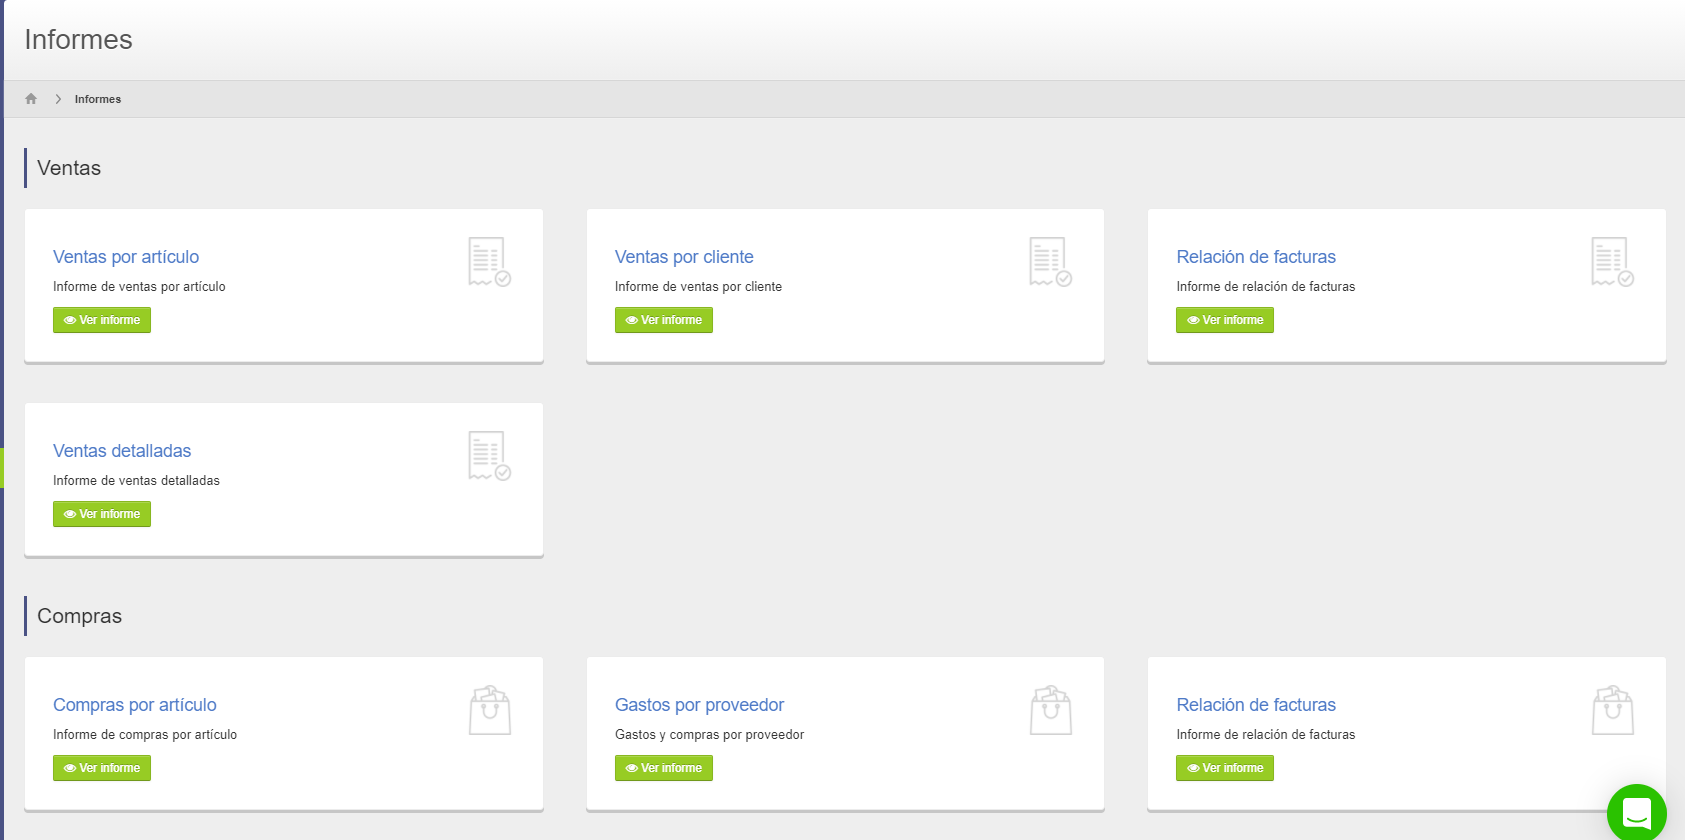 Informes
Informes
Ventas
Ventas por artículo
Informe de ventas por artículo
Ver informe
Ventas por cliente
Informe de ventas por cliente
Ver informe
Relación de facturas
Informe de relación de facturas
Ver informe
Ventas detalladas
Informe de ventas detalladas
Ver informe
Compras
Compras por artículo
Informe de compras por artículo
Ver informe
Gastos por proveedor
Gastos y compras por proveedor
Ver informe
Relación de facturas
Informe de relación de facturas
Ver informe